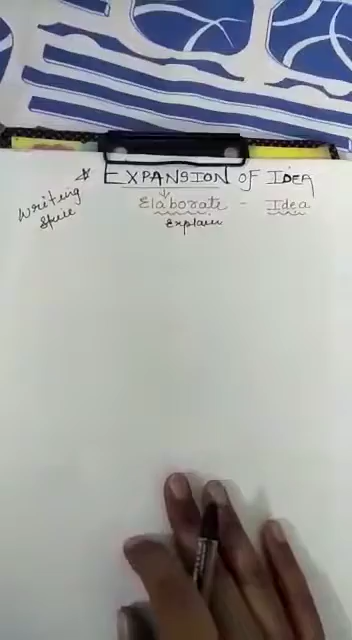 * EXPANSION OF IDEA
Writing
Skill
Elaborate - Idea
Explain